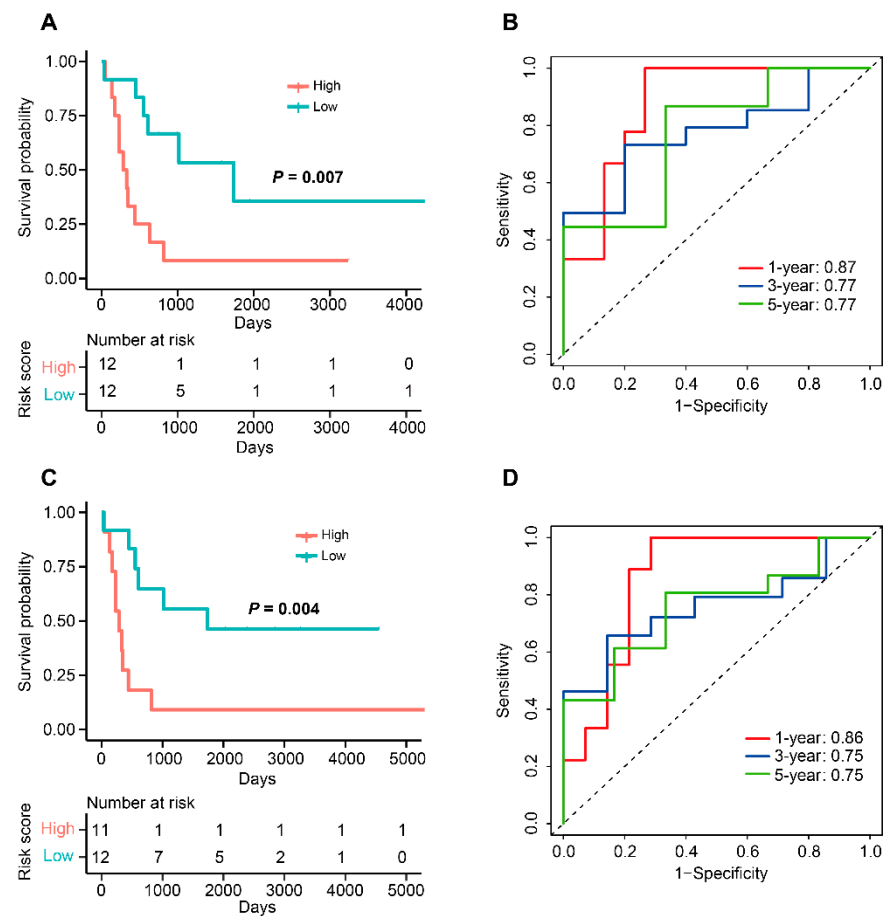 A
Survival probability
1.00
0.75
0.50
0.25
0.00
High
Low
P = 0.007
0 1000 2000 3000 4000
Days
Number at risk
Risk score
High 12 1 1 1 0
Low 12 5 1 1 1
0 1000 2000 3000 4000
Days
B
Sensitivity
1.0
0.8
0.6
0.4
0.2
0.0
1-year: 0.87
3-year: 0.77
5-year: 0.77
0.0 0.2 0.4 0.6 0.8 1.0
1−Specificity
C
Survival probability
1.00
0.75
0.50
0.25
0.00
High
Low
P = 0.004
0 1000 2000 3000 4000 5000
Days
Number at risk
Risk score
High 11 1 1 1 1 1
Low 12 7 5 2 1 0
0 1000 2000 3000 4000 5000
Days
D
Sensitivity
1.0
0.8
0.6
0.4
0.2
0.0
1-year: 0.86
3-year: 0.75
5-year: 0.75
0.0 0.2 0.4 0.6 0.8 1.0
1−Specificity